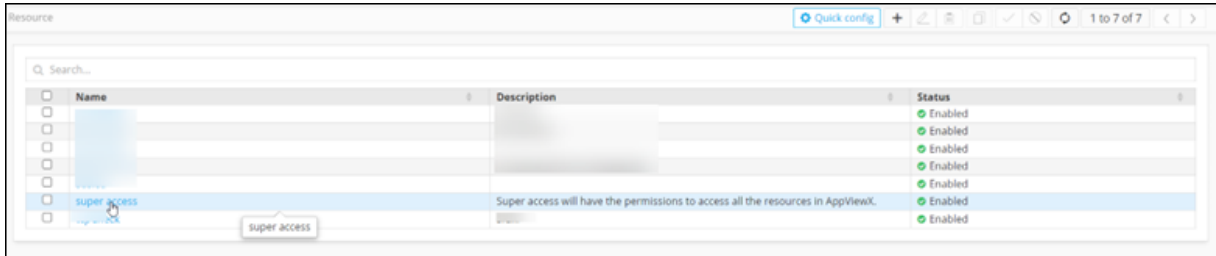 Resource
Quick config
1 to 7 of 7
Search...
Name Description Status
Enabled
Enabled
Enabled
Enabled
Enabled
super access Super access will have the permissions to access all the resources in AppViewX. Enabled
Enabled
super access